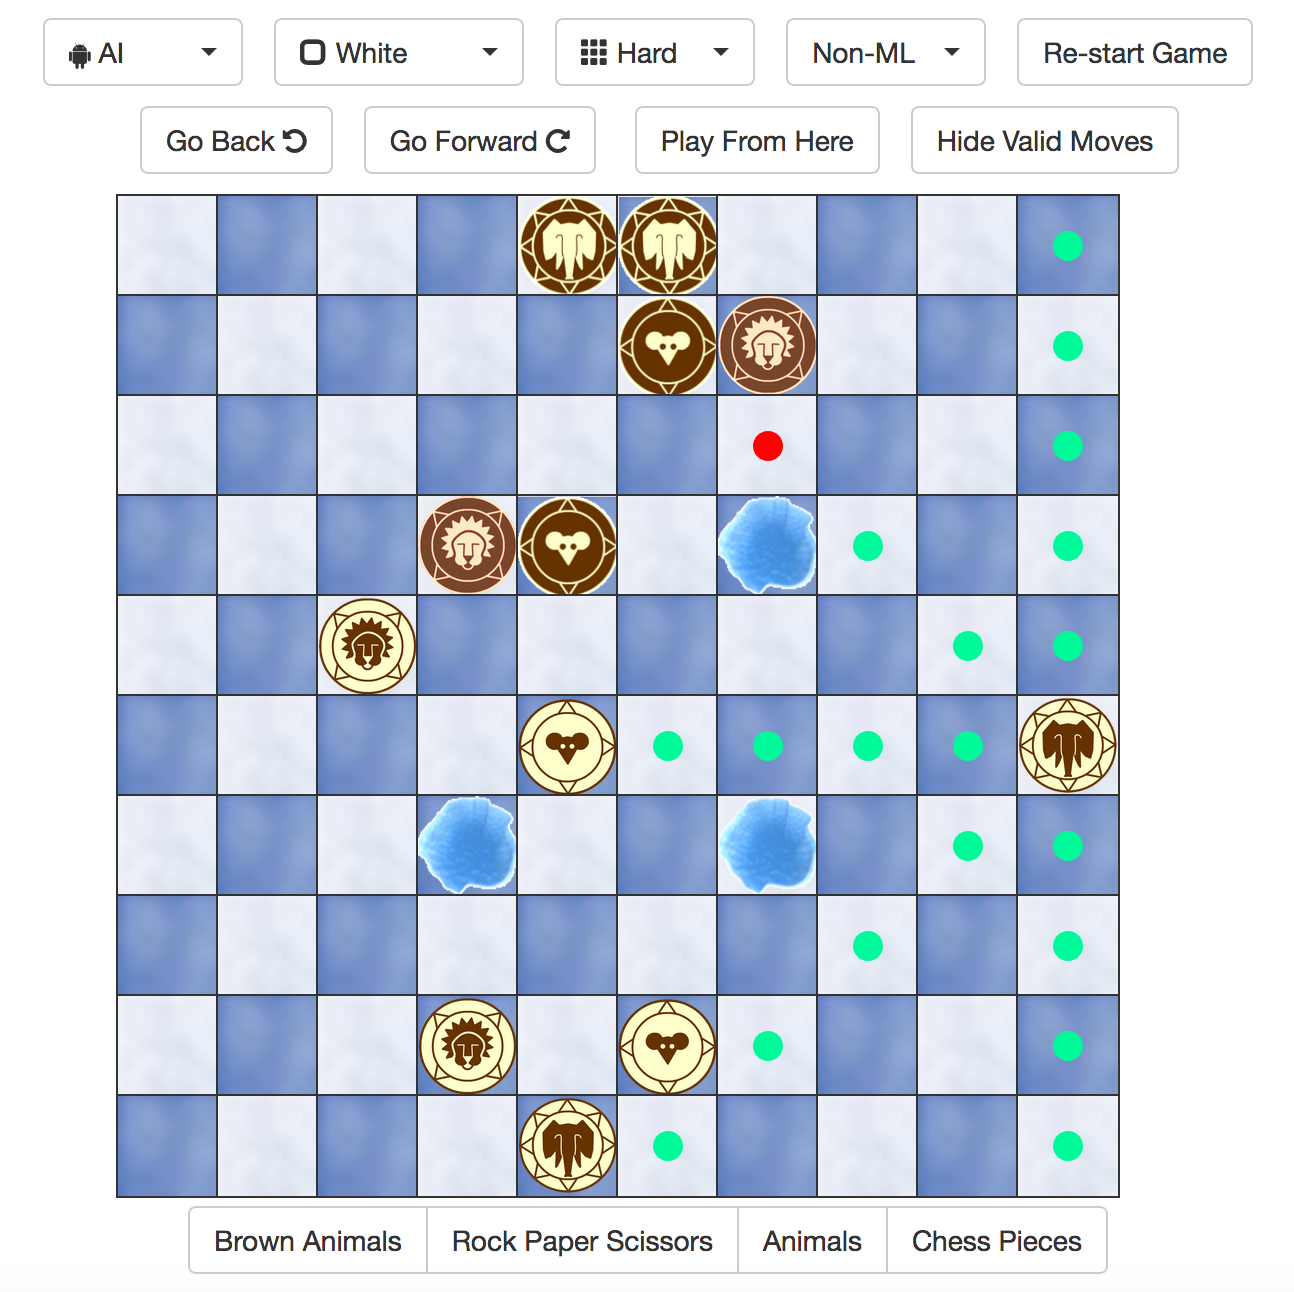 AI White Hard Non-ML Re-start Game
Go Back Go Forward Play From Here Hide Valid Moves
Brown Animals Rock Paper Scissors Animals Chess Pieces